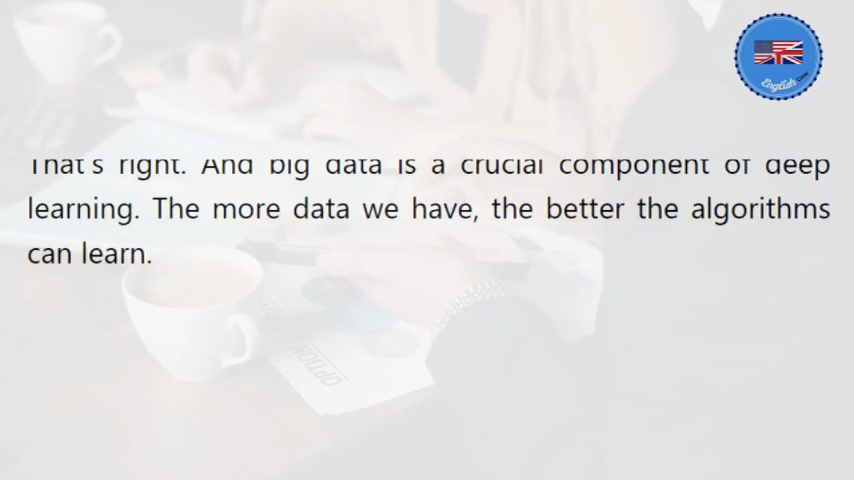 That's right. And big data is a crucial component of deep
learning. The more data we have, the better the algorithms
can learn.
English
OPTION